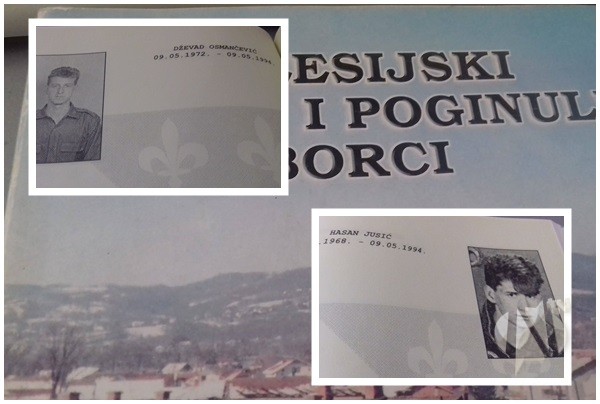 DŽEVAD OSMANČEVIĆ
09.05.1972. - 09.05.1994
ESIJSKI
I POGINULI
BORCI
HASAN JUSIĆ
.1968. - 09.05.1994.